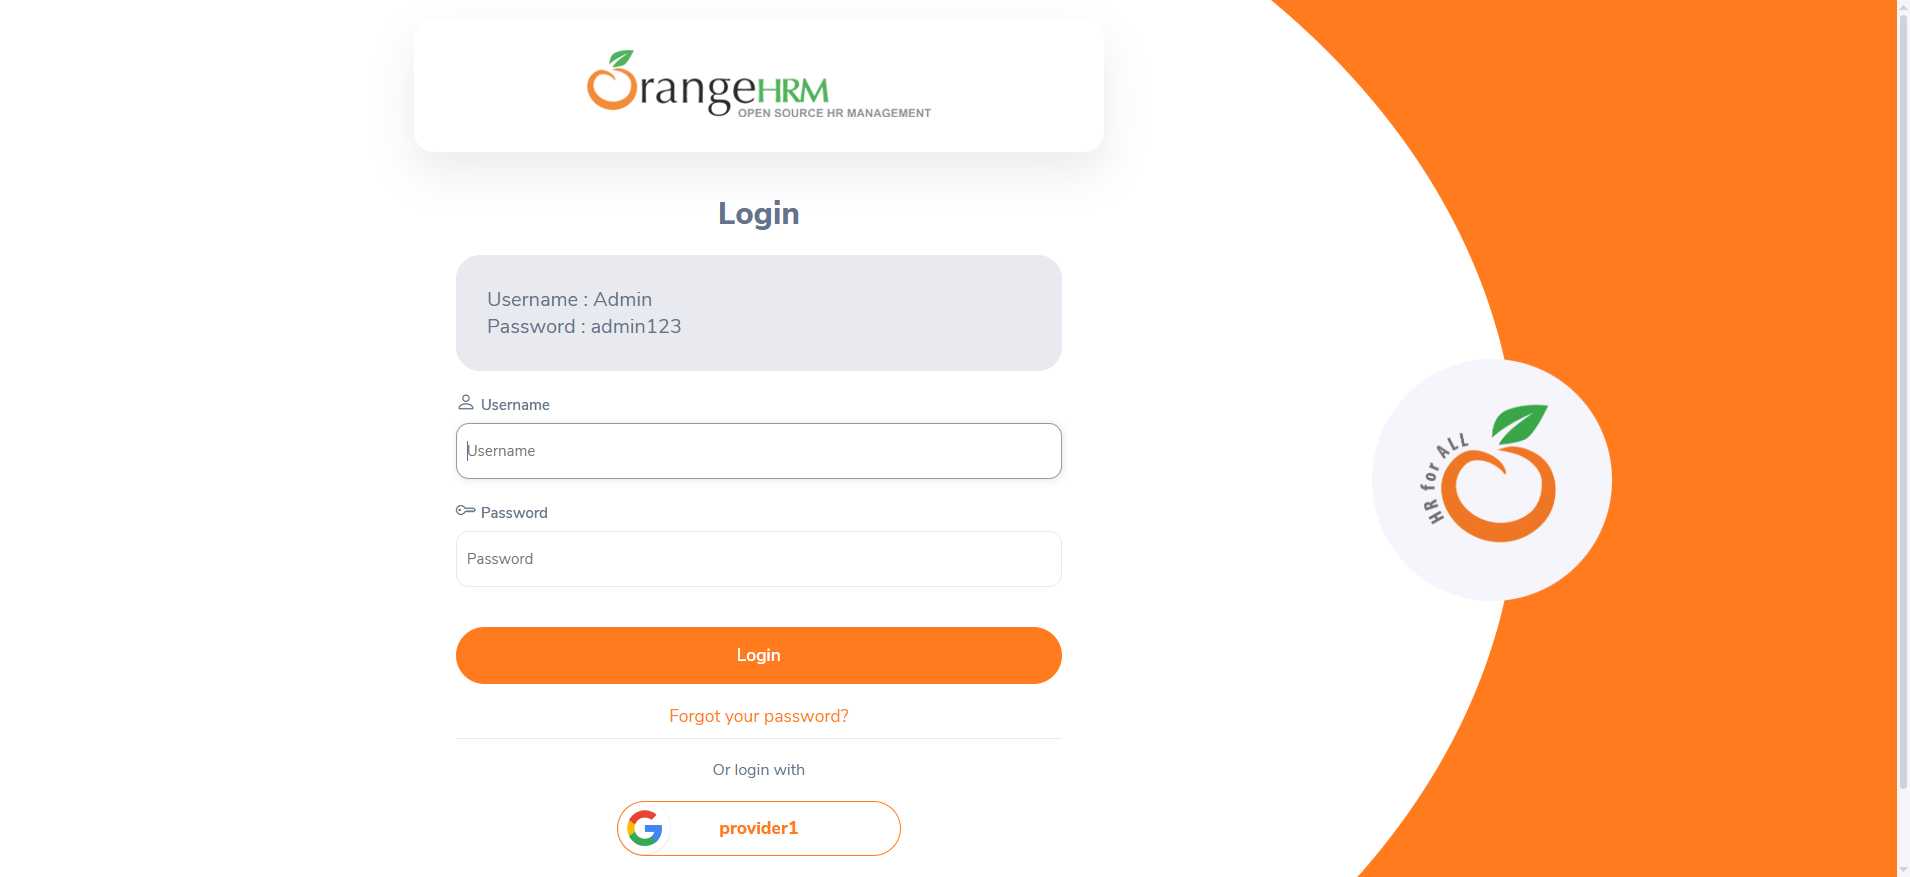 OrangeHRM
OPEN SOURCE HR MANAGEMENT
Login
Username : Admin
Password : admin123
Username
Username
Password
Password
Login
Forgot your password?
Or login with
provider1
HR for ALL